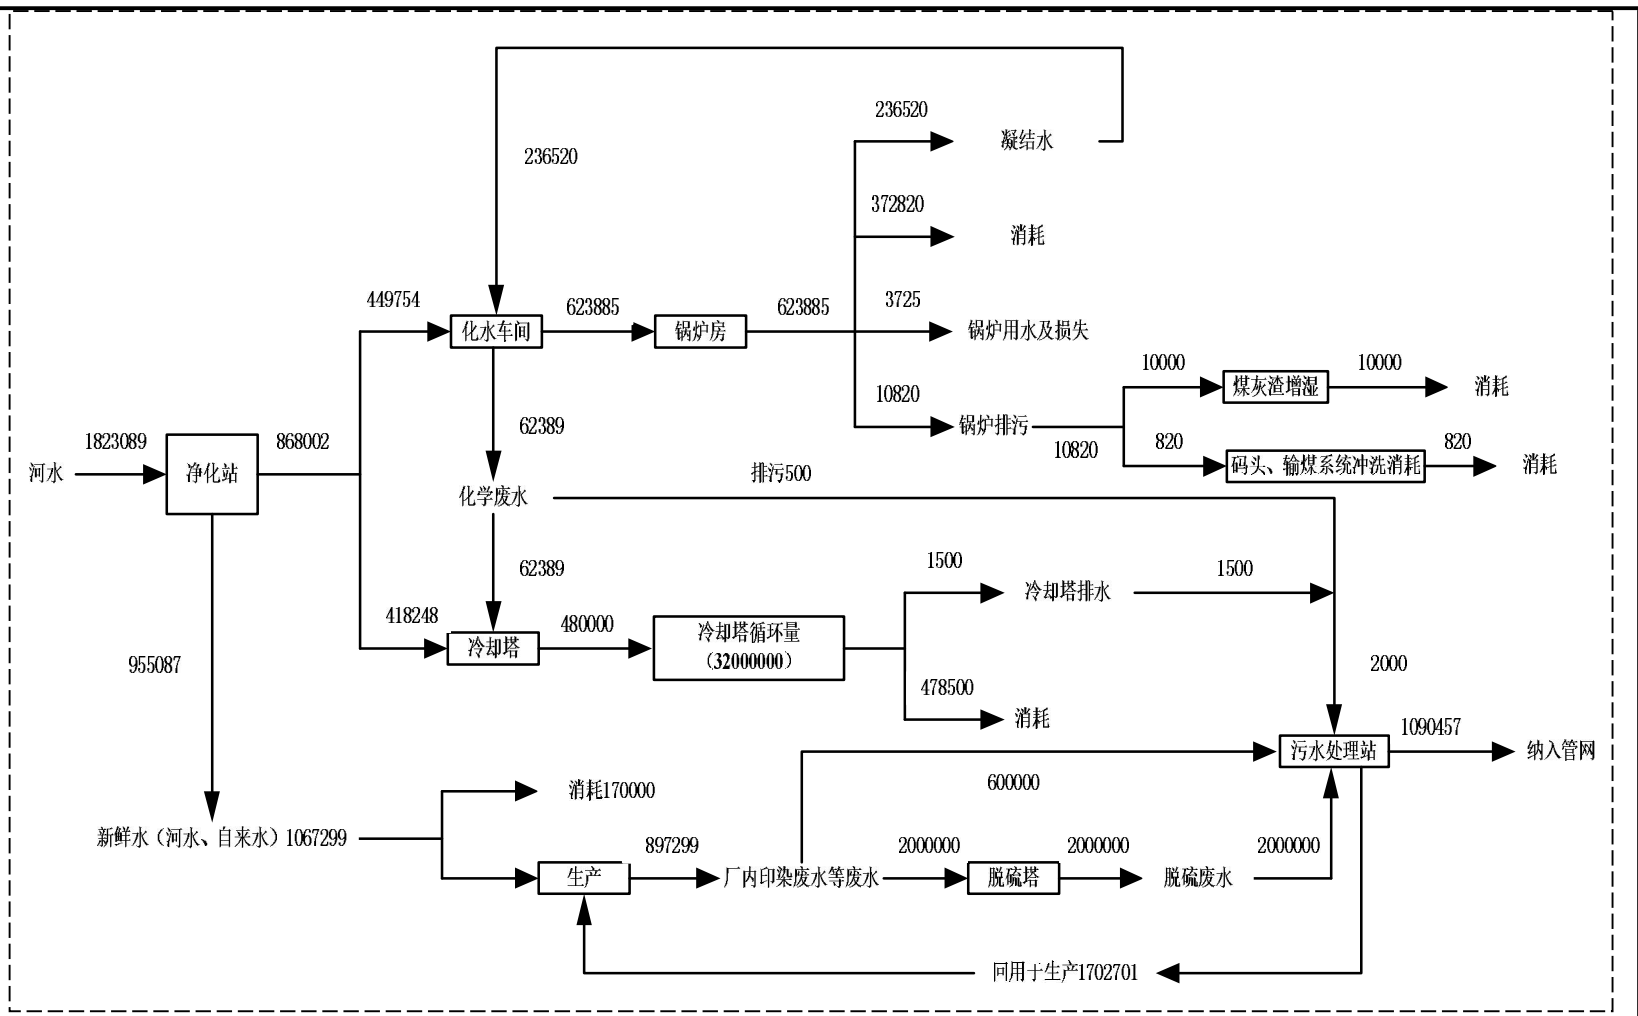 236520
凝结水
236520
372820
消耗
449754
623885
623885
3725
化水车间
锅炉房
锅炉用水及损失
10000
10000
煤灰渣增湿
消耗
10820
锅炉排污
10820
820
820
码头、输煤系统冲洗消耗
消耗
62389
1823089
868002
河水
净化站
排污500
化学废水
62389
1500
1500
冷却塔排水
418248
480000
冷却塔
冷却塔循环量
（32000000）
955087
2000
478500
消耗
1090457
污水处理站
纳入管网
600000
消耗170000
新鲜水（河水、自来水）1067299
897299
2000000
2000000
2000000
生产
厂内印染废水等废水
脱硫塔
脱硫废水
回用于生产1702701